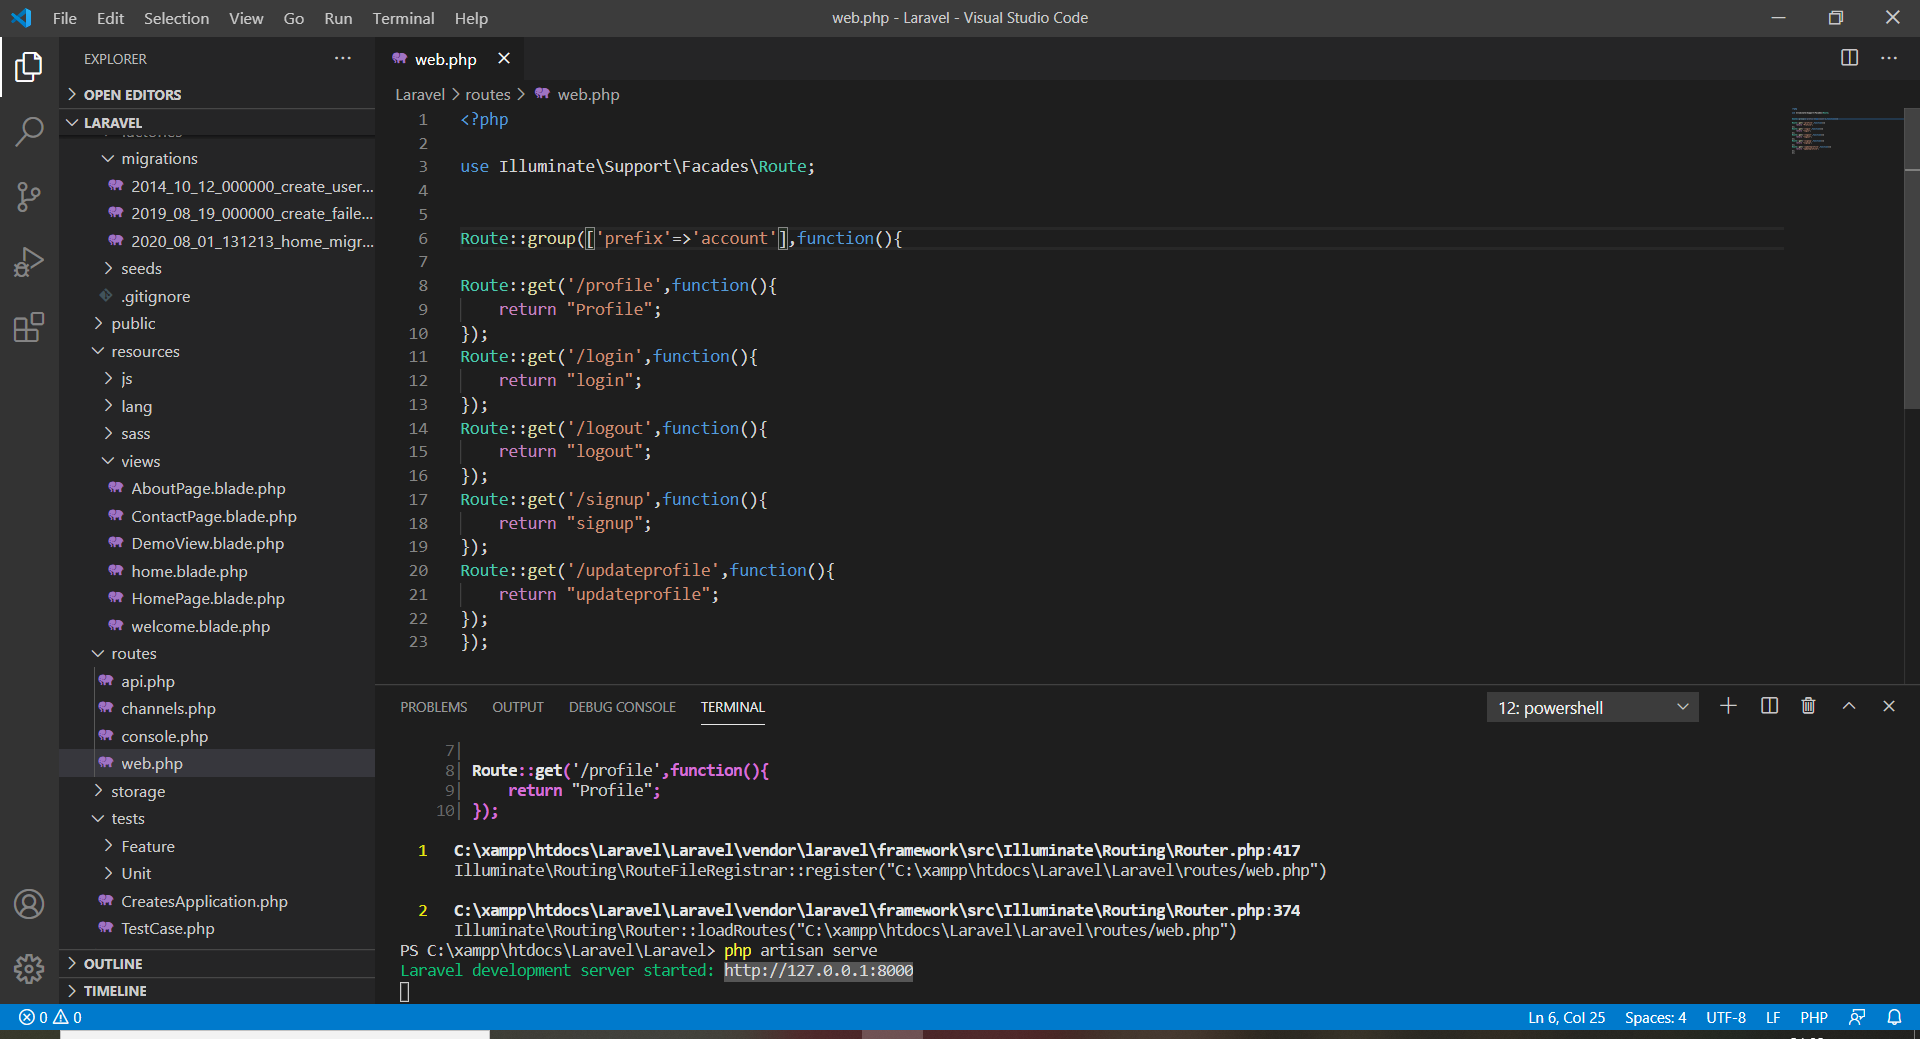 File Edit Selection View Go Run Terminal Help
web.php - Laravel - Visual Studio Code
EXPLORER
OPEN EDITORS
LARAVEL
factories
migrations
2014_10_12_000000_create_user...
2019_08_19_000000_create_faile...
2020_08_01_131213_home_migr...
seeds
.gitignore
public
resources
js
lang
sass
views
AboutPage.blade.php
ContactPage.blade.php
DemoView.blade.php
home.blade.php
HomePage.blade.php
welcome.blade.php
routes
api.php
channels.php
console.php
web.php
storage
tests
Feature
Unit
CreatesApplication.php
TestCase.php
OUTLINE
TIMELINE
web.php
Laravel > routes > web.php
1 <?php
2
3 use Illuminate\Support\Facades\Route;
4
5
6 Route::group(['prefix'=>'account'],function(){
7
8 Route::get('/profile',function(){
9 return "Profile";
10 });
11 Route::get('/login',function(){
12 return "login";
13 });
14 Route::get('/logout',function(){
15 return "logout";
16 });
17 Route::get('/signup',function(){
18 return "signup";
19 });
20 Route::get('/updateprofile',function(){
21 return "updateprofile";
22 });
23 });
PROBLEMS OUTPUT DEBUG CONSOLE TERMINAL
12: powershell
7|
8| Route::get('/profile',function(){
9| return "Profile";
10| });
1 C:\xampp\htdocs\Laravel\Laravel\vendor\laravel\framework\src\Illuminate\Routing\Router.php:417
Illuminate\Routing\RouteFileRegistrar::register("C:\xampp\htdocs\Laravel\Laravel\routes/web.php")
2 C:\xampp\htdocs\Laravel\Laravel\vendor\laravel\framework\src\Illuminate\Routing\Router.php:374
Illuminate\Routing\Router::loadRoutes("C:\xampp\htdocs\Laravel\Laravel\routes/web.php")
PS C:\xampp\htdocs\Laravel\Laravel> php artisan serve
Laravel development server started: http://127.0.0.1:8000
0 0
Ln 6, Col 25 Spaces: 4 UTF-8 LF PHP